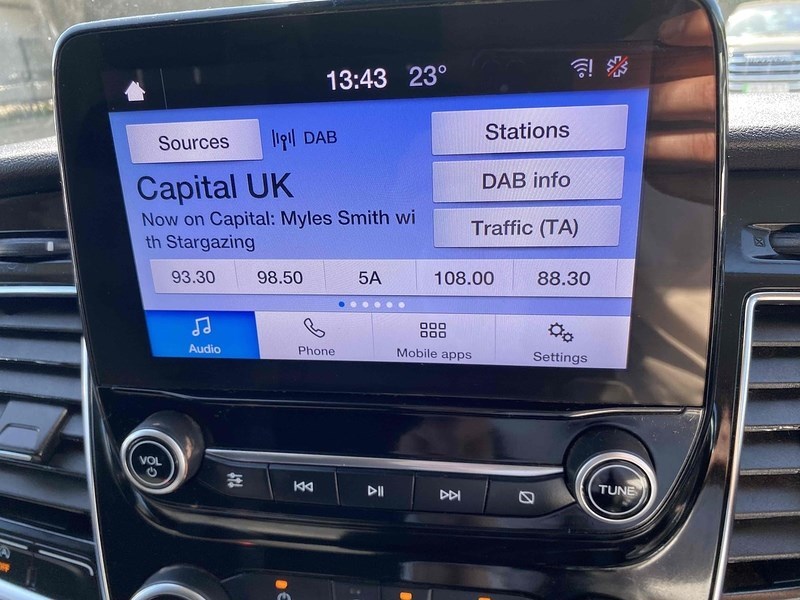 13:43 23°
Sources DAB Stations
Capital UK DAB info
Now on Capital: Myles Smith wi
th Stargazing
Traffic (TA)
93.30 98.50 5A 108.00 88.30
Audio Phone Mobile apps Settings
VOL
TUNE